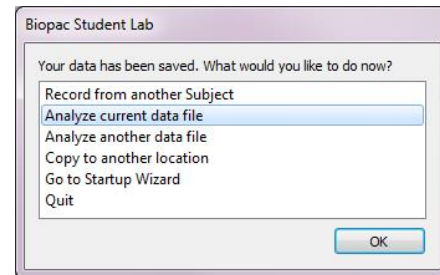 Biopac Student Lab
Your data has been saved. What would you like to do now?
Record from another Subject
Analyze current data file
Analyze another data file
Copy to another location
Go to Startup Wizard
Quit
OK